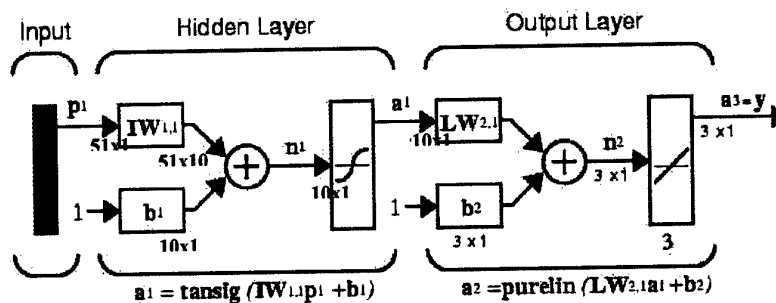 Input
Hidden Layer
Output Layer
p1
IW1,1
51x1
51x10
n1
10x1
a1
1
b1
10x1
LW2,1
10x1
n2
3 x 1
a3=y
3 x 1
1
b2
3 x 1
3
a1 = tansig (IW1,1p1 +b1)
a2 =purelin (LW2,1a1+b2)